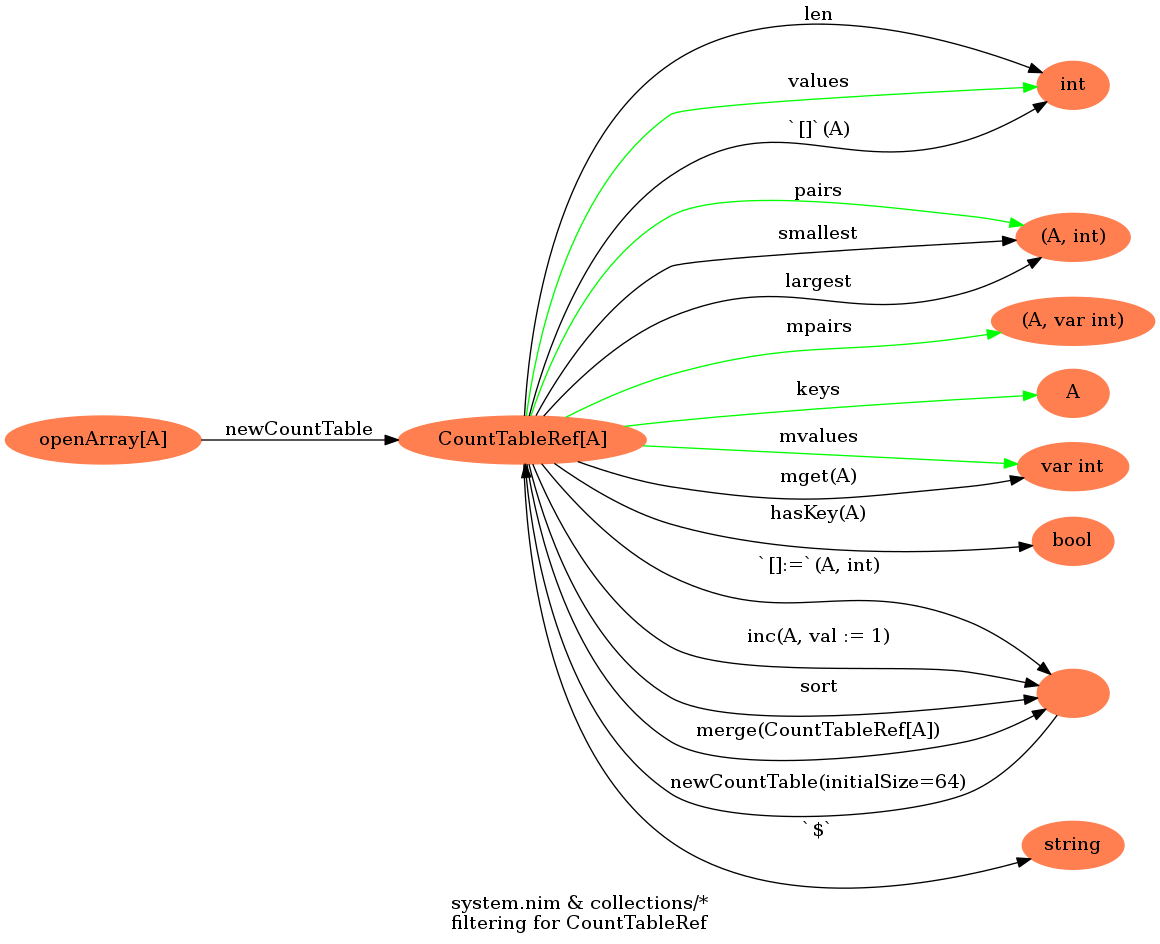 len
int
values
`[]`(A)
pairs
(A, int)
smallest
largest
(A, var int)
mpairs
keys
A
openArray[A]
newCountTable
CountTableRef[A]
mvalues
var int
mget(A)
hasKey(A)
bool
`[]:=`(A, int)
inc(A, val := 1)
sort
merge(CountTableRef[A])
newCountTable(initialSize=64)
`$`
string
system.nim & collections/*
filtering for CountTableRef